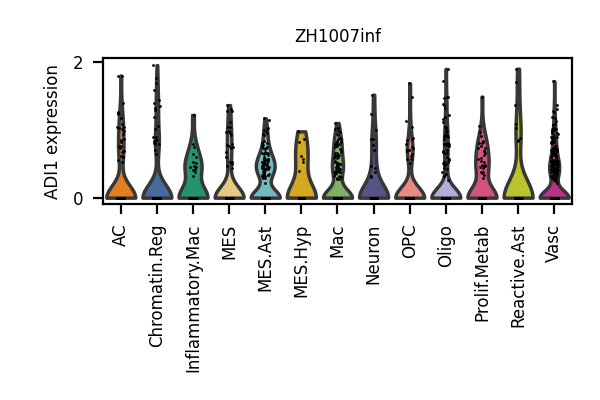 ZH1007inf
ADI1 expression
2
0
AC
Chromatin.Reg
Inflammatory.Mac
MES
MES.Ast
MES.Hyp
Mac
Neuron
OPC
Oligo
Prolif.Metab
Reactive.Ast
Vasc